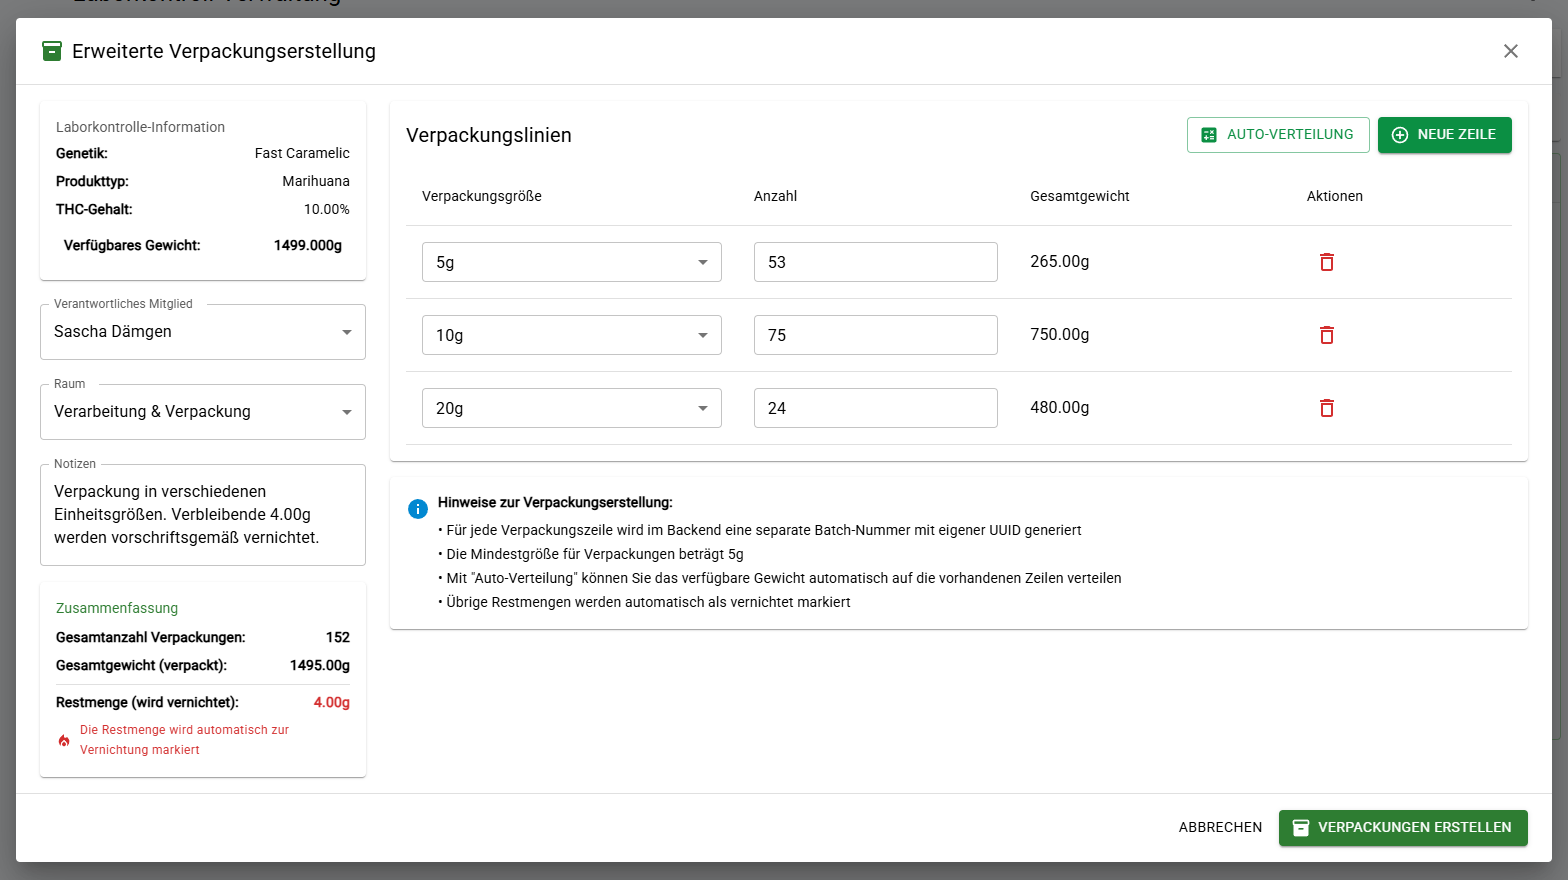 Erweiterte Verpackungserstellung
Laborkontrolle-Information
Genetik: Fast Caramelic
Produkttyp: Marihuana
THC-Gehalt: 10.00%
Verfügbares Gewicht: 1499.000g
Verantwortliches Mitglied
Sascha Dämgen
Raum
Verarbeitung & Verpackung
Notizen
Verpackung in verschiedenen
Einheitsgrößen. Verbleibende 4.00g
werden vorschriftsgemäß vernichtet.
Zusammenfassung
Gesamtanzahl Verpackungen: 152
Gesamtgewicht (verpackt): 1495.00g
Restmenge (wird vernichtet): 4.00g
Die Restmenge wird automatisch zur
Vernichtung markiert
Verpackungslinien
AUTO-VERTEILUNG
NEUE ZEILE
Verpackungsgröße Anzahl Gesamtgewicht Aktionen
5g 53 265.00g
10g 75 750.00g
20g 24 480.00g
Hinweise zur Verpackungserstellung:
• Für jede Verpackungszeile wird im Backend eine separate Batch-Nummer mit eigener UUID generiert
• Die Mindestgröße für Verpackungen beträgt 5g
• Mit "Auto-Verteilung" können Sie das verfügbare Gewicht automatisch auf die vorhandenen Zeilen verteilen
• Übrige Restmengen werden automatisch als vernichtet markiert
ABBRECHEN
VERPACKUNGEN ERSTELLEN